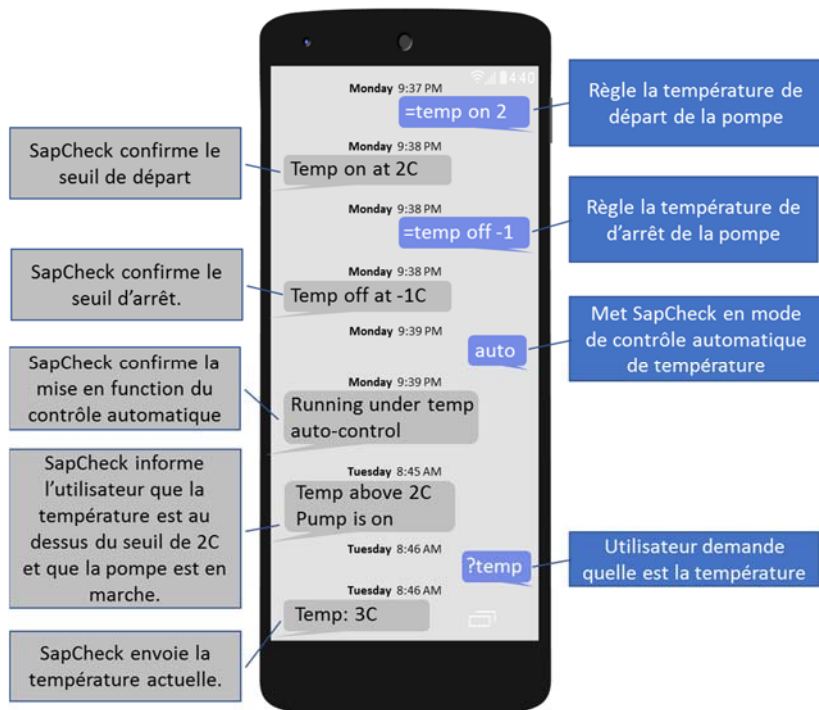 4:40
Monday 9:37 PM
=temp on 2
Règle la température de
départ de la pompe
Monday 9:38 PM
Temp on at 2C
SapCheck confirme le
seuil de départ
Monday 9:38 PM
=temp off -1
Règle la température de
d'arrêt de la pompe
Monday 9:38 PM
Temp off at -1C
SapCheck confirme le
seuil d'arrêt.
Monday 9:39 PM
auto
Met SapCheck en mode
de contrôle automatique
de température
Monday 9:39 PM
Running under temp
auto-control
SapCheck confirme la
mise en function du
contrôle automatique
Tuesday 8:45 AM
Temp above 2C
Pump is on
SapCheck informe
l'utilisateur que la
température est au
dessus du seuil de 2C
et que la pompe est en
marche.
Tuesday 8:46 AM
?temp
Utilisateur demande
quelle est la température
Tuesday 8:46 AM
Temp: 3C
SapCheck envoie la
température actuelle.